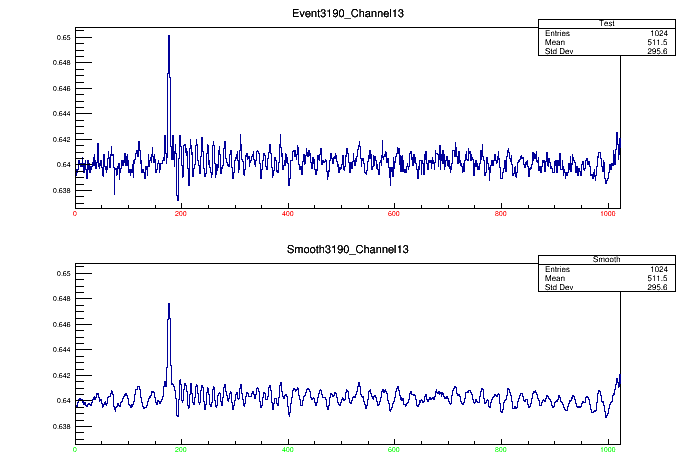 Event3190_Channel13
Test
Entries 1024
Mean 511.5
Std Dev 295.6
0.65
0.648
0.646
0.644
0.642
0.64
0.638
0 200 400 600 800 1000
Smooth3190_Channel13
Smooth
Entries 1024
Mean 511.5
Std Dev 295.6
0.65
0.648
0.646
0.644
0.642
0.64
0.638
0 200 400 600 800 1000